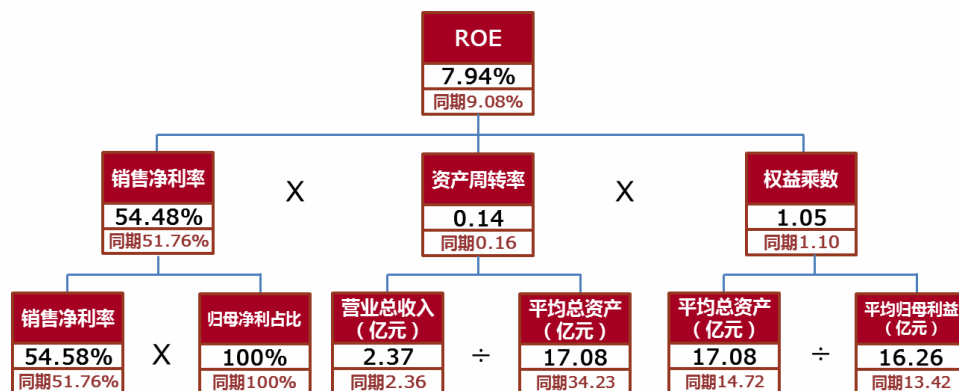 ROE
7.94%
同期9.08%
销售净利率
54.48%
同期51.76%
X
资产周转率
0.14
同期0.16
X
权益乘数
1.05
同期1.10
销售净利率
54.58%
同期51.76%
X
归母净利占比
100%
同期100%
营业总收入
（亿元）
2.37
同期2.36
÷
平均总资产
（亿元）
17.08
同期34.23
平均总资产
（亿元）
17.08
同期14.72
÷
平均归母利益
（亿元）
16.26
同期13.42